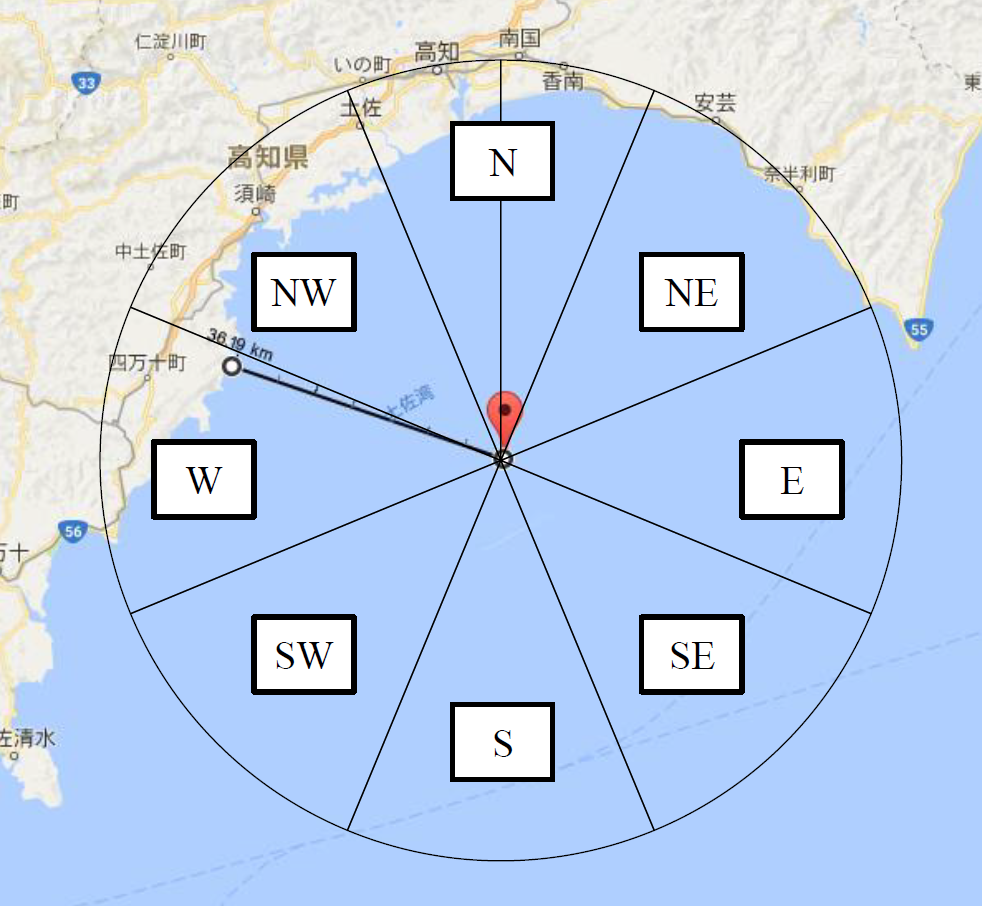 仁淀川町
南国
高知
いの町
香南
33
東
土佐
安芸
N
高知県
奈半利町
須崎
町
中土佐町
NW
NE
55
36.19 km
四万十町
土佐湾
W
E
56
万十
SW
SE
佐清水
S